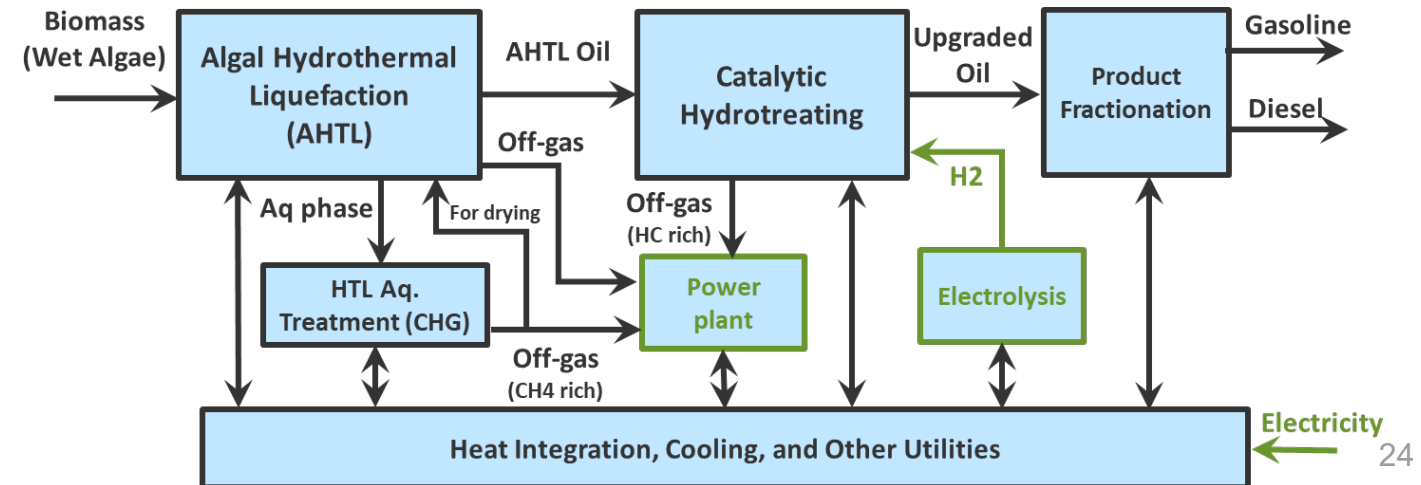 Biomass
(Wet Algae)
Algal Hydrothermal
Liquefaction
(AHTL)
AHTL Oil
Catalytic
Hydrotreating
Upgraded
Oil
Product
Fractionation
Gasoline
Diesel
Off-gas
Aq phase
For drying
Off-gas
(HC rich)
H2
HTL Aq.
Treatment (CHG)
Power
plant
Electrolysis
Off-gas
(CH4 rich)
Heat Integration, Cooling, and Other Utilities
Electricity
24